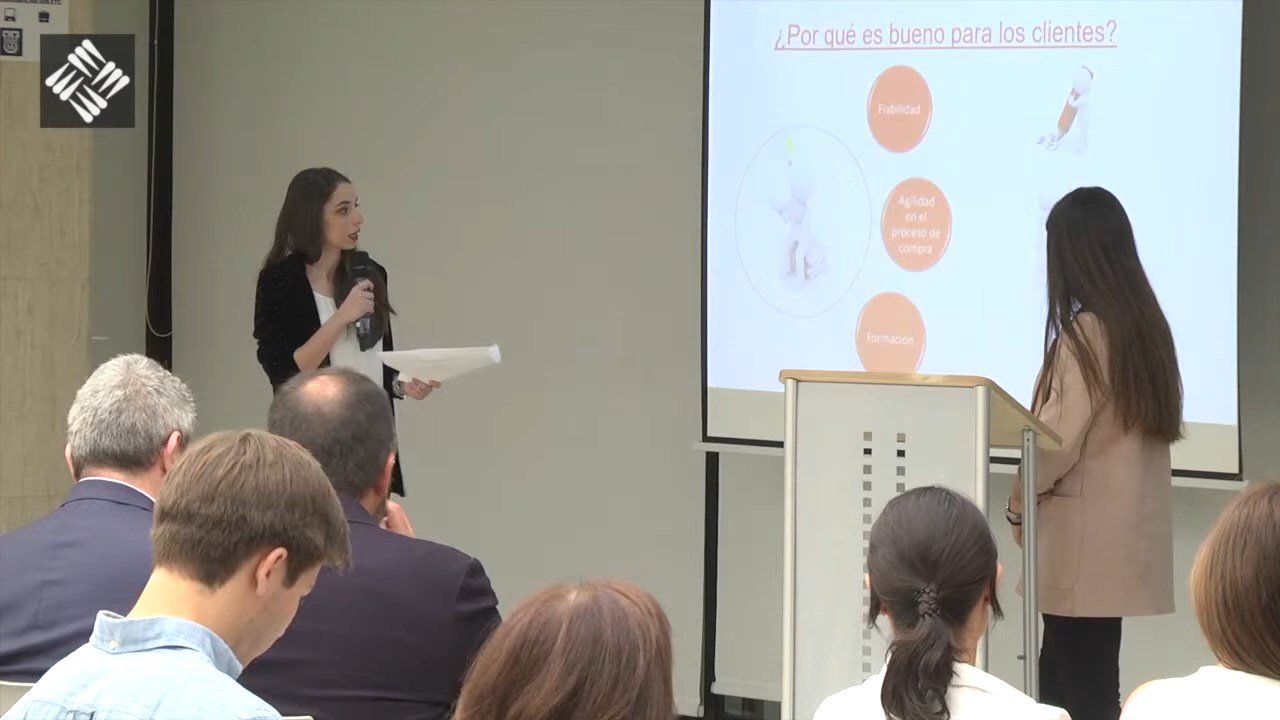 ¿Por qué es bueno para los clientes?
Fiabilidad
Agilidad
en el
proceso de
compra
Formación